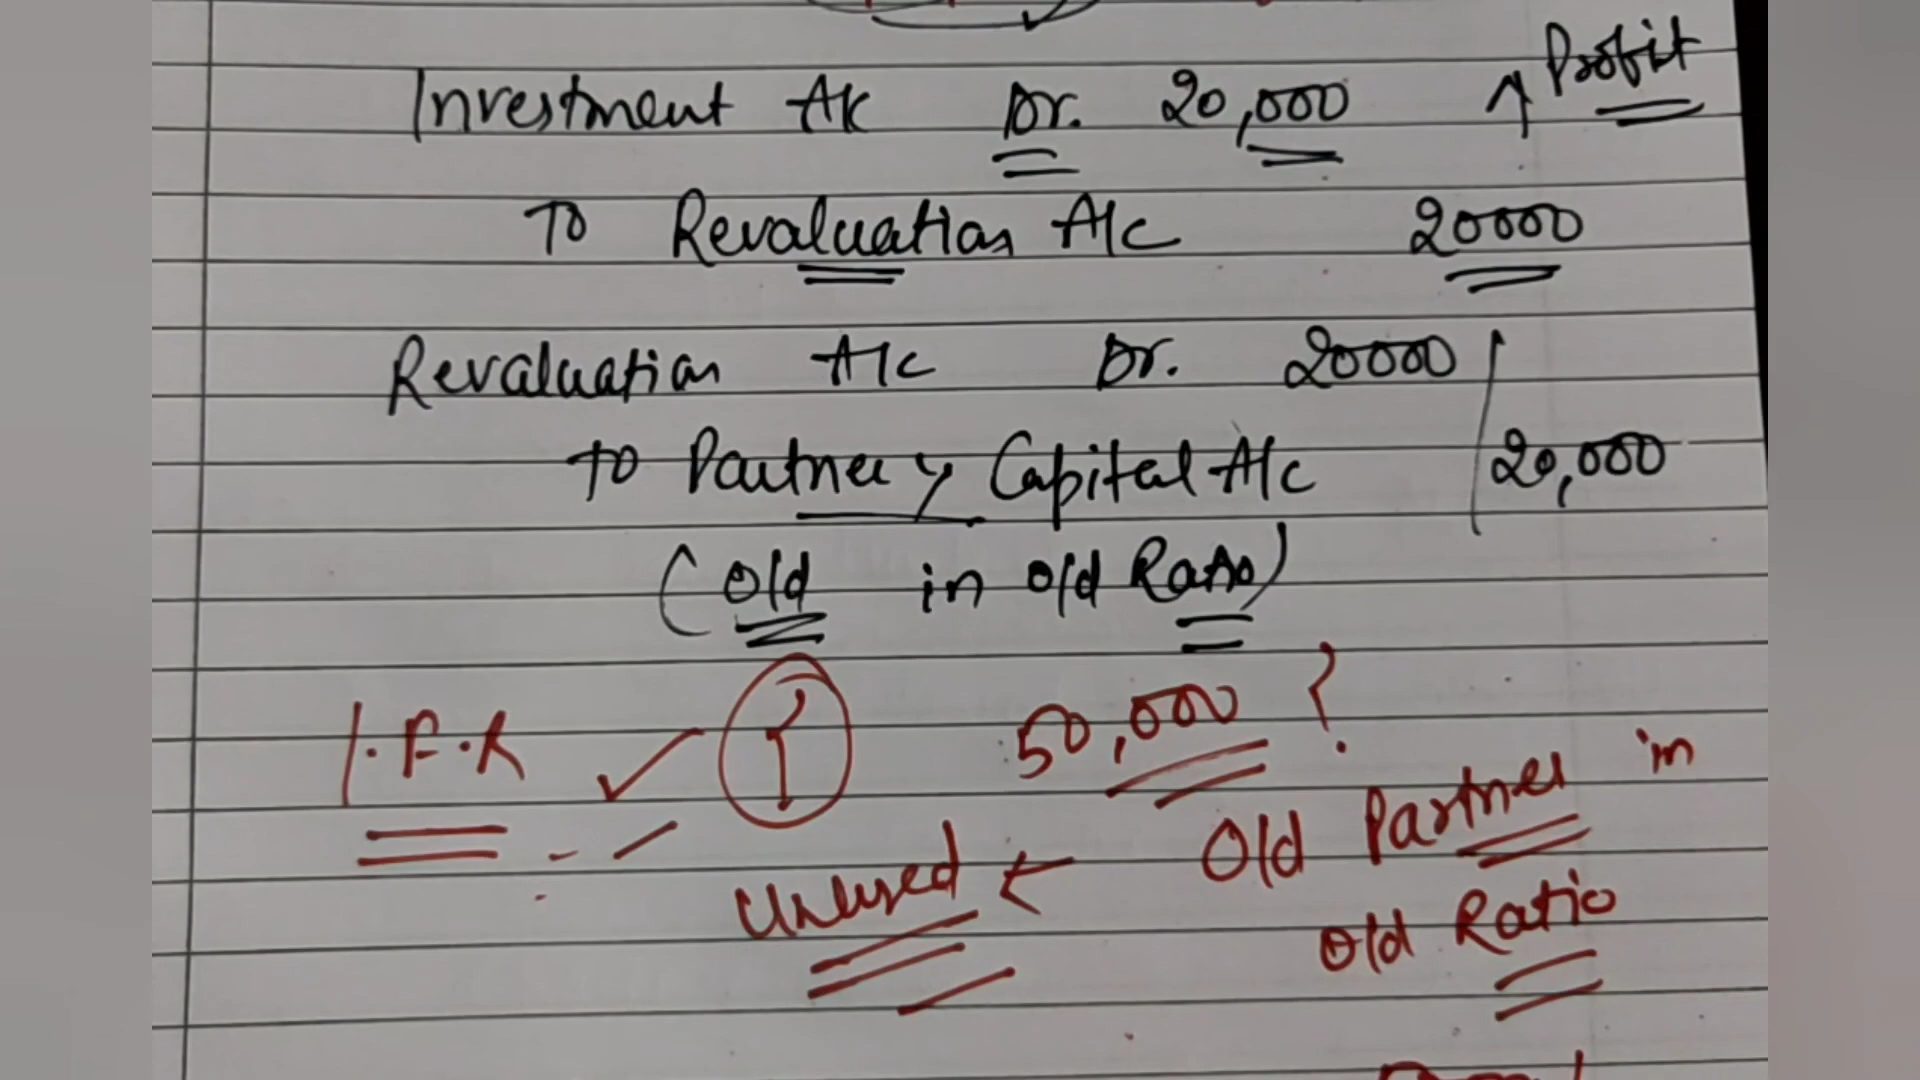 Investment A/c Dr. 20,000 ↑ Profit
To Revaluation A/c 20000
Revaluation A/c Dr. 20000
to Partners Capital A/c 20,000
(Old in old Ratio)
I.F.R ✓ 50,000 ?
Unused ← Old Partner in
old Ratio